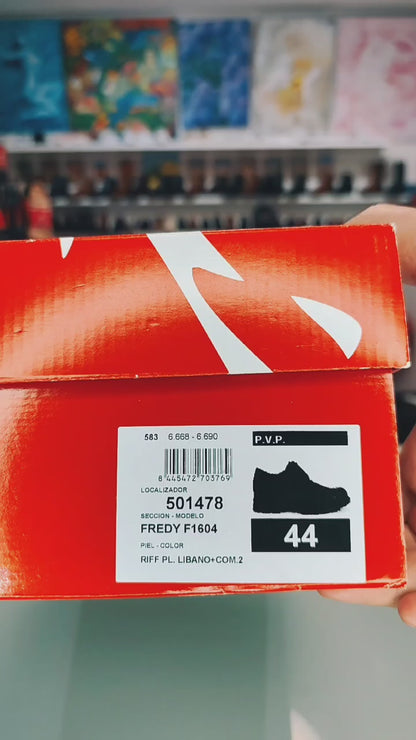 583 6.668 - 6.690
P.V.P.
8 445472 703769
LOCALIZADOR
501478
SECCION - MODELO
FREDY F1604
44
PIEL - COLOR
RIFF PL. LIBANO+COM.2